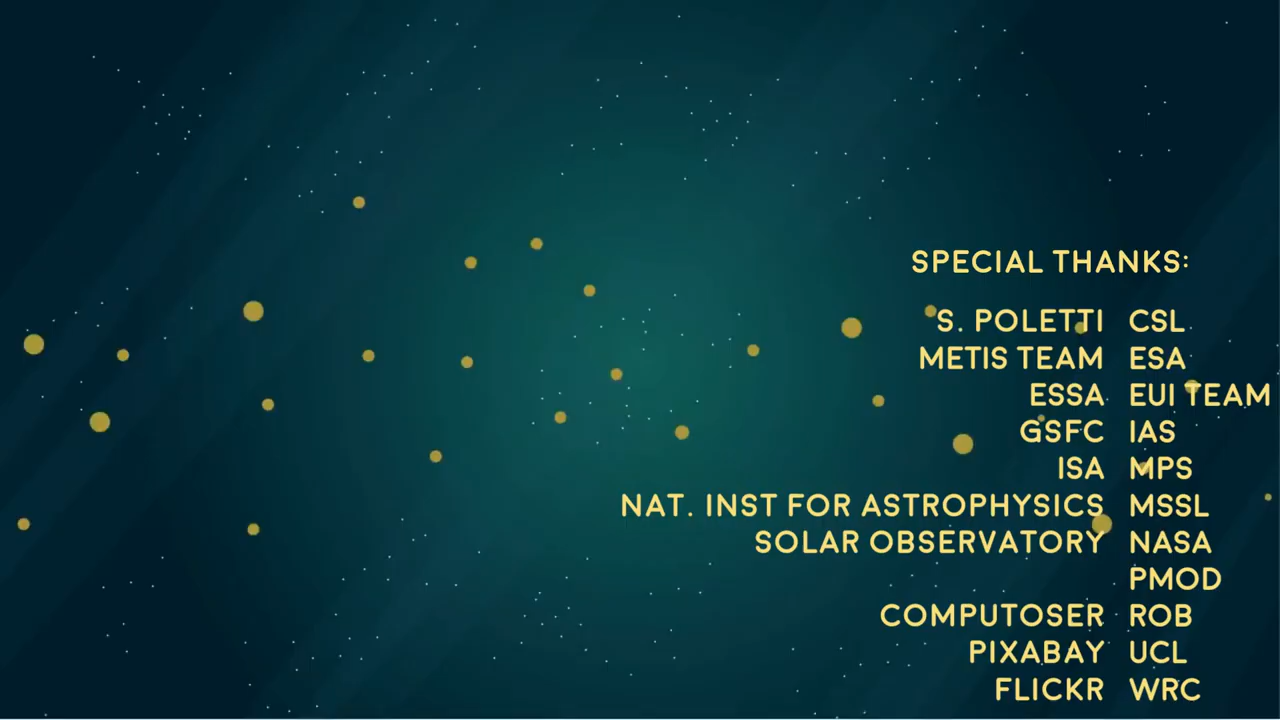 SPECIAL THANKS:
S. POLETTI CSL
METIS TEAM ESA
ESSA EUI TEAM
GSFC IAS
ISA MPS
NAT. INST FOR ASTROPHYSICS MSSL
SOLAR OBSERVATORY NASA
PMOD
COMPUTOSER ROB
PIXABAY UCL
FLICKR WRC